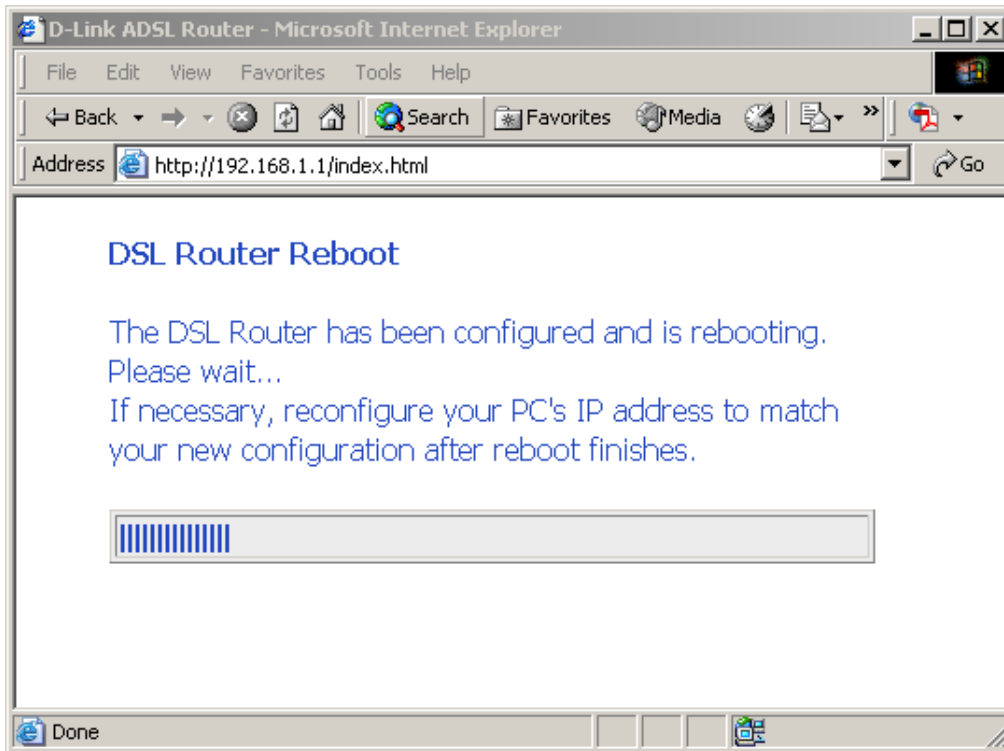 D-Link ADSL Router - Microsoft Internet Explorer
File Edit View Favorites Tools Help
Back Search Favorites Media »
Address http://192.168.1.1/index.html Go
DSL Router Reboot
The DSL Router has been configured and is rebooting.
Please wait...
If necessary, reconfigure your PC's IP address to match
your new configuration after reboot finishes.
Done